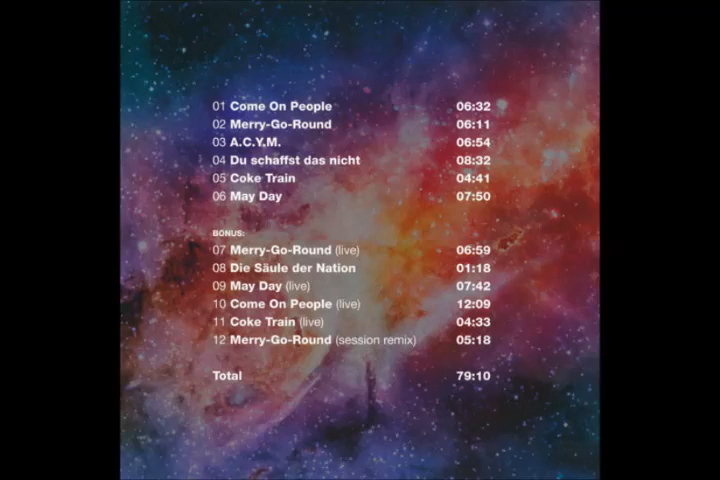 01 Come On People 06:32
02 Merry-Go-Round 06:11
03 A.C.Y.M. 06:54
04 Du schaffst das nicht 08:32
05 Coke Train 04:41
06 May Day 07:50
BONUS:
07 Merry-Go-Round (live) 06:59
08 Die Säule der Nation 01:18
09 May Day (live) 07:42
10 Come On People (live) 12:09
11 Coke Train (live) 04:33
12 Merry-Go-Round (session remix) 05:18
Total 79:10